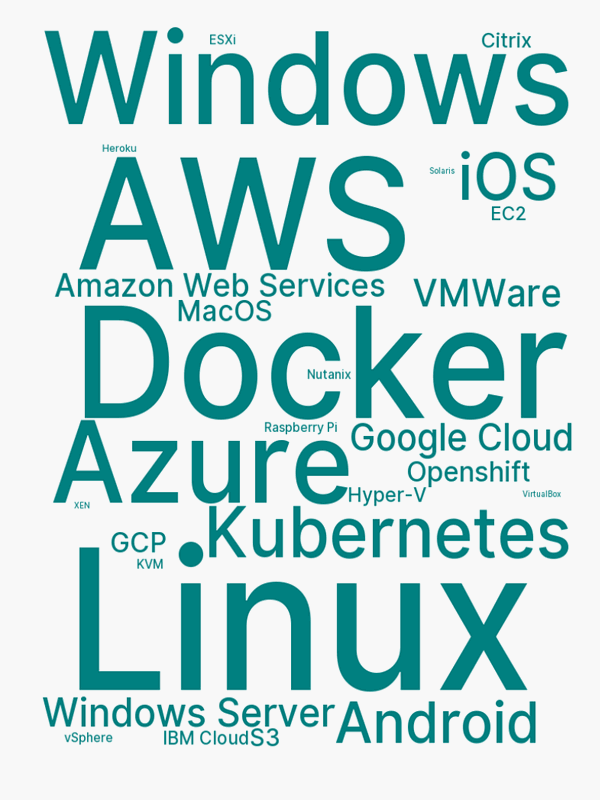 ESXi
Citrix
Windows
Heroku
Solaris
iOS
AWS
EC2
Amazon Web Services
VMWare
MacOS
Docker
Nutanix
Raspberry Pi
Google Cloud
Azure
Openshift
Hyper-V
VirtualBox
XEN
Kubernetes
GCP
KVM
Linux
Windows Server
Android
vSphere
IBM Cloud
S3